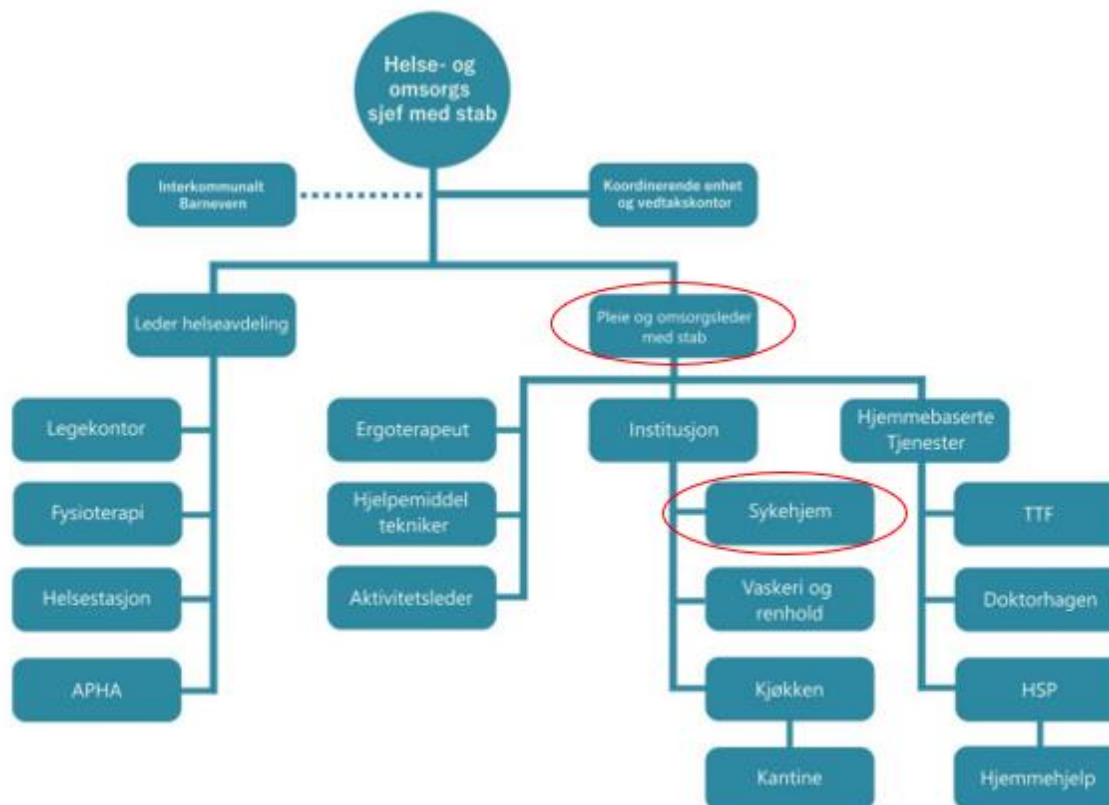 Helse- og
omsorgs
sjef med stab
Interkommunalt
Barnevern
Koordinerende enhet
og vedtakskontor
Leder helseavdeling
Pleie og omsorgsleder
med stab
Legekontor
Ergoterapeut
Institusjon
Hjemmebaserte
Tjenester
Fysioterapi
Hjelpemiddel
tekniker
Sykehjem
TTF
Helsestasjon
Aktivitetsleder
Vaskeri og
renhold
Doktorhagen
APHA
Kjøkken
HSP
Kantine
Hjemmehjelp